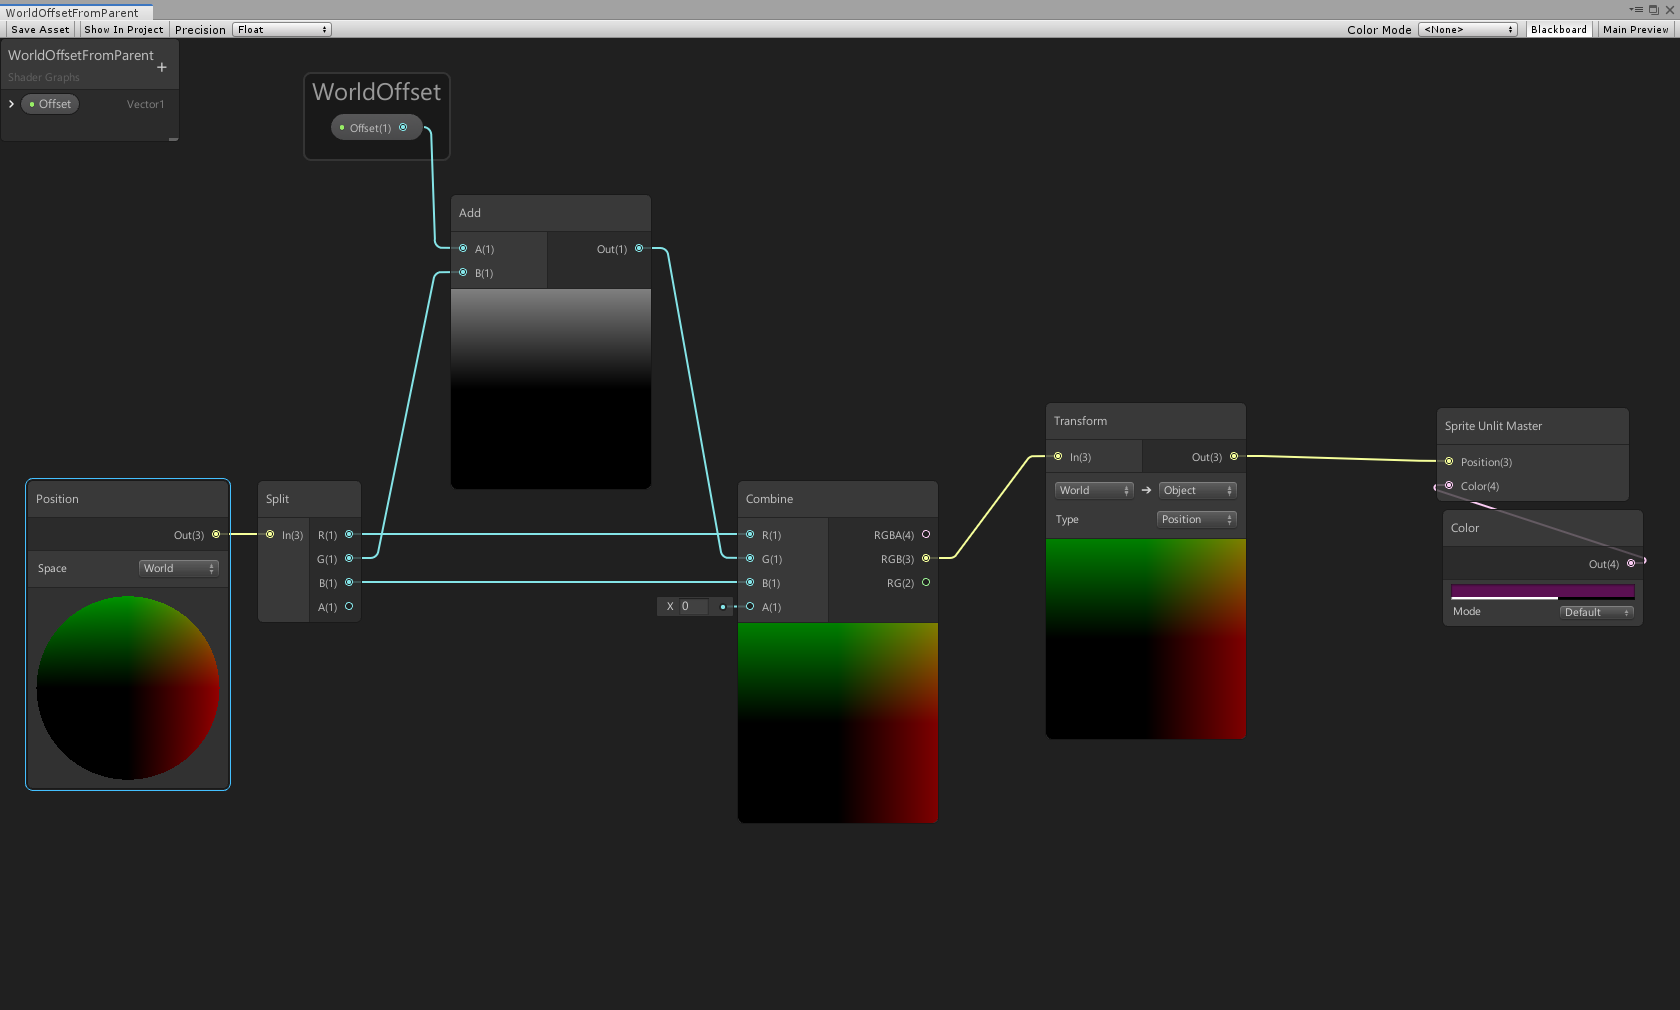 WorldOffsetFromParent
Save Asset Show In Project Precision Float Color Mode <None> Blackboard Main Preview
WorldOffsetFromParent
Shader Graphs
Offset Vector1
WorldOffset
Offset(1)
Add
A(1) Out(1)
B(1)
Position
Out(3)
Space World
Split
In(3) R(1)
G(1)
B(1)
A(1)
X 0
Combine
R(1) RGBA(4)
G(1) RGB(3)
B(1) RG(2)
A(1)
Transform
In(3) Out(3)
World Object
Type Position
Sprite Unlit Master
Position(3)
Color(4)
Color
Out(4)
Mode Default